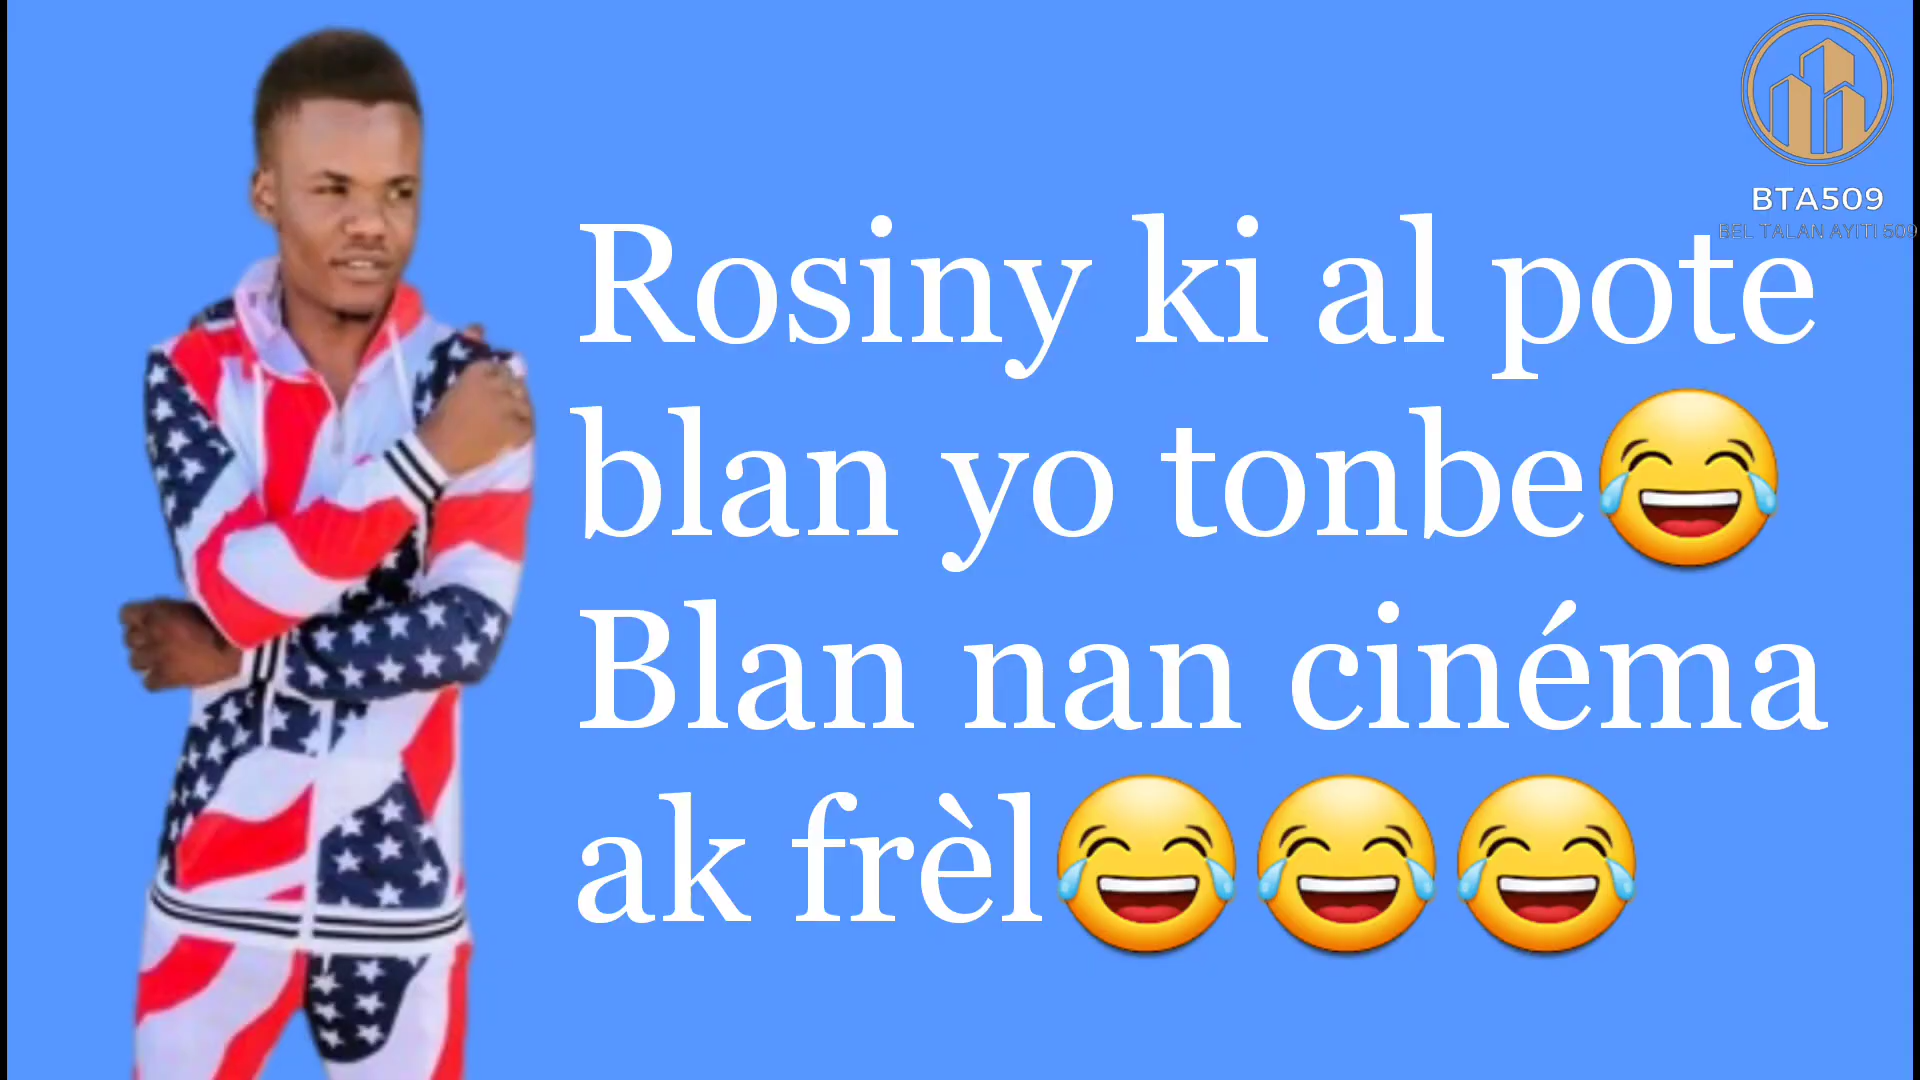 BTA509
BEL TALAN AYITI 509
Rosiny ki al pote
blan yo tonbe😂
Blan nan cinéma
ak frèl😂😂😂